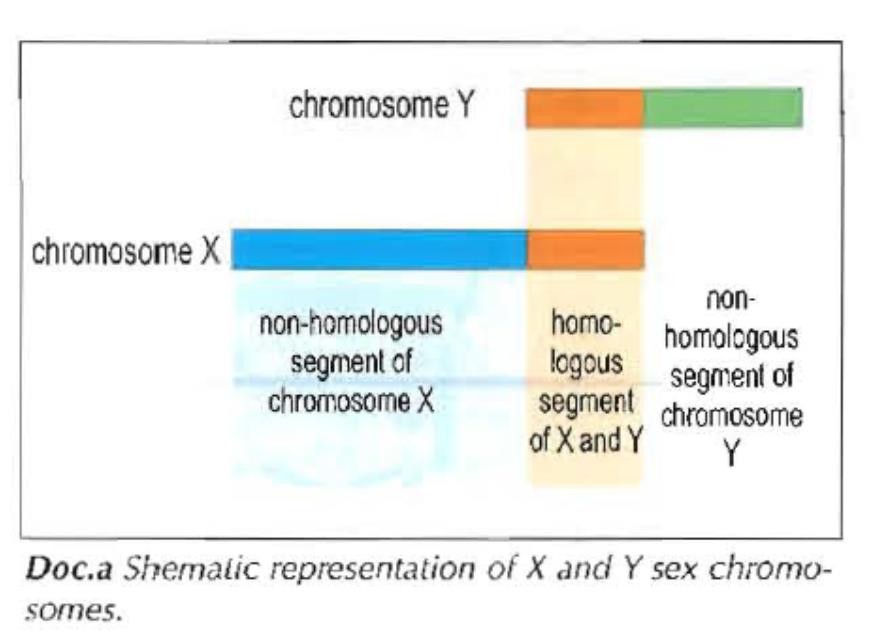 chromosome Y
chromosome X
non-homologous
segment of
chromosome X
homo-
logous
segment
of X and Y
non-
homologous
segment of
chromosome
Y
Doc.a Shematic representation of X and Y sex chromo-
somes.